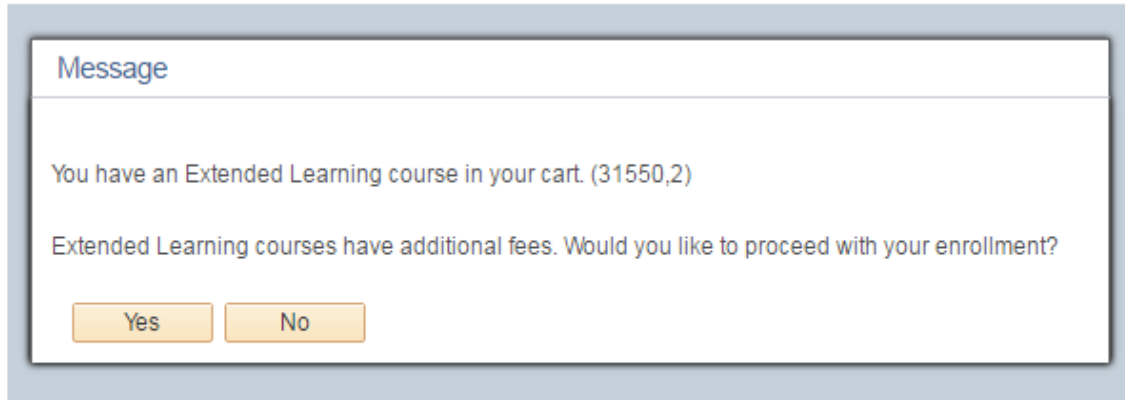 Message
You have an Extended Learning course in your cart. (31550,2)
Extended Learning courses have additional fees. Would you like to proceed with your enrollment?
Yes No